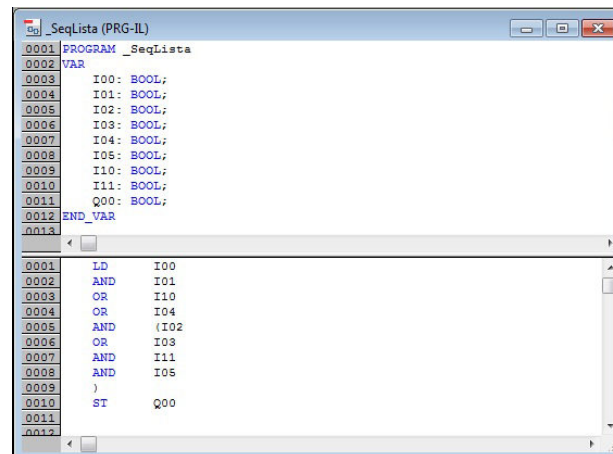 _SeqLista (PRG-IL)
0001 PROGRAM _SeqLista
0002 VAR
0003 I00: BOOL;
0004 I01: BOOL;
0005 I02: BOOL;
0006 I03: BOOL;
0007 I04: BOOL;
0008 I05: BOOL;
0009 I10: BOOL;
0010 I11: BOOL;
0011 Q00: BOOL;
0012 END_VAR
0013
0001 LD I00
0002 AND I01
0003 OR I10
0004 OR I04
0005 AND (I02
0006 OR I03
0007 AND I11
0008 AND I05
0009 )
0010 ST Q00
0011
0012